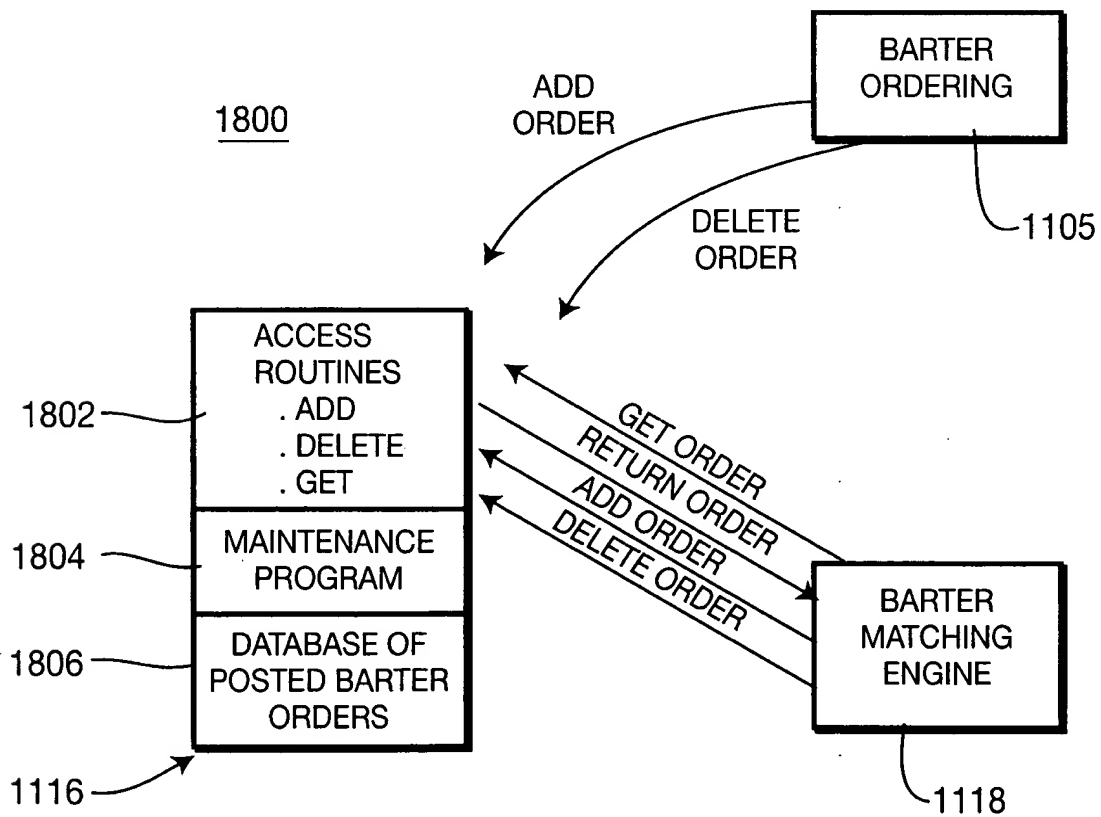 1800
BARTER
ORDERING
1105
ADD
ORDER
DELETE
ORDER
ACCESS
ROUTINES
. ADD
. DELETE
. GET
1802
MAINTENANCE
PROGRAM
1804
DATABASE OF
POSTED BARTER
ORDERS
1806
1116
GET ORDER
RETURN ORDER
ADD ORDER
DELETE ORDER
BARTER
MATCHING
ENGINE
1118